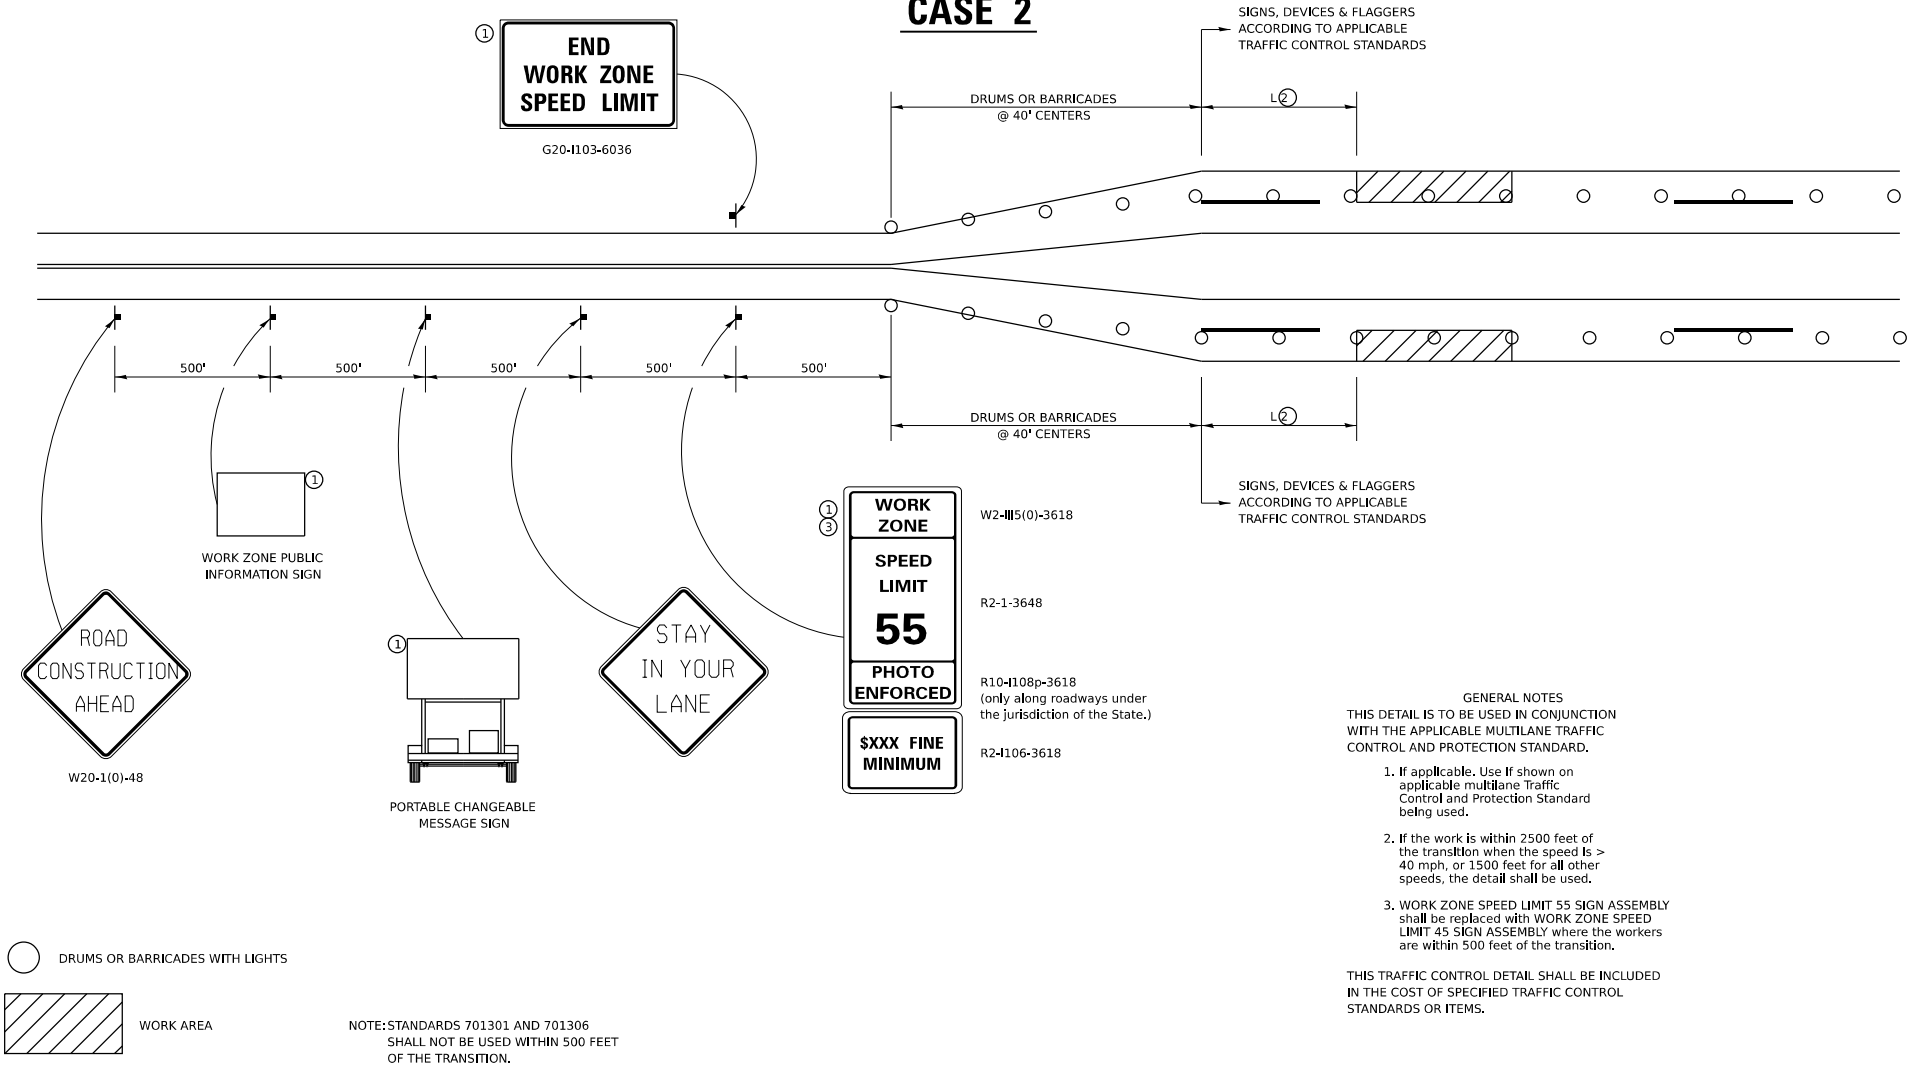 CASE 2
SIGNS, DEVICES & FLAGGERS
ACCORDING TO APPLICABLE
TRAFFIC CONTROL STANDARDS
1
END
WORK ZONE
SPEED LIMIT
G20-I103-6036
DRUMS OR BARRICADES
@ 40' CENTERS
L 2
500'
500'
500'
500'
500'
DRUMS OR BARRICADES
@ 40' CENTERS
L 2
SIGNS, DEVICES & FLAGGERS
ACCORDING TO APPLICABLE
TRAFFIC CONTROL STANDARDS
1
WORK ZONE PUBLIC
INFORMATION SIGN
ROAD
CONSTRUCTION
AHEAD
W20-1(0)-48
1
PORTABLE CHANGEABLE
MESSAGE SIGN
STAY
IN YOUR
LANE
1
3
WORK
ZONE
W2-III5(0)-3618
SPEED
LIMIT
55
R2-1-3648
PHOTO
ENFORCED
R10-I108p-3618
(only along roadways under
the jurisdiction of the State.)
$XXX FINE
MINIMUM
R2-I106-3618
GENERAL NOTES
THIS DETAIL IS TO BE USED IN CONJUNCTION
WITH THE APPLICABLE MULTILANE TRAFFIC
CONTROL AND PROTECTION STANDARD.
1. If applicable. Use if shown on
applicable multilane Traffic
Control and Protection Standard
being used.
2. If the work is within 2500 feet of
the transition when the speed is >
40 mph, or 1500 feet for all other
speeds, the detail shall be used.
3. WORK ZONE SPEED LIMIT 55 SIGN ASSEMBLY
shall be replaced with WORK ZONE SPEED
LIMIT 45 SIGN ASSEMBLY where the workers
are within 500 feet of the transition.
THIS TRAFFIC CONTROL DETAIL SHALL BE INCLUDED
IN THE COST OF SPECIFIED TRAFFIC CONTROL
STANDARDS OR ITEMS.
DRUMS OR BARRICADES WITH LIGHTS
WORK AREA
NOTE: STANDARDS 701301 AND 701306
SHALL NOT BE USED WITHIN 500 FEET
OF THE TRANSITION.